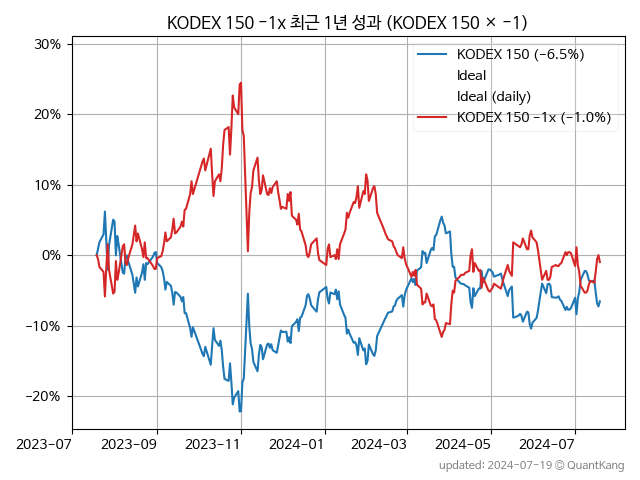 KODEX 150 −1x 최근 1년 성과 (KODEX 150 × −1)
30%
20%
10%
0%
−10%
−20%
KODEX 150 (−6.5%)
Ideal
Ideal (daily)
KODEX 150 −1x (−1.0%)
2023-07
2023-09
2023-11
2024-01
2024-03
2024-05
2024-07
updated: 2024-07-19 © QuantKang